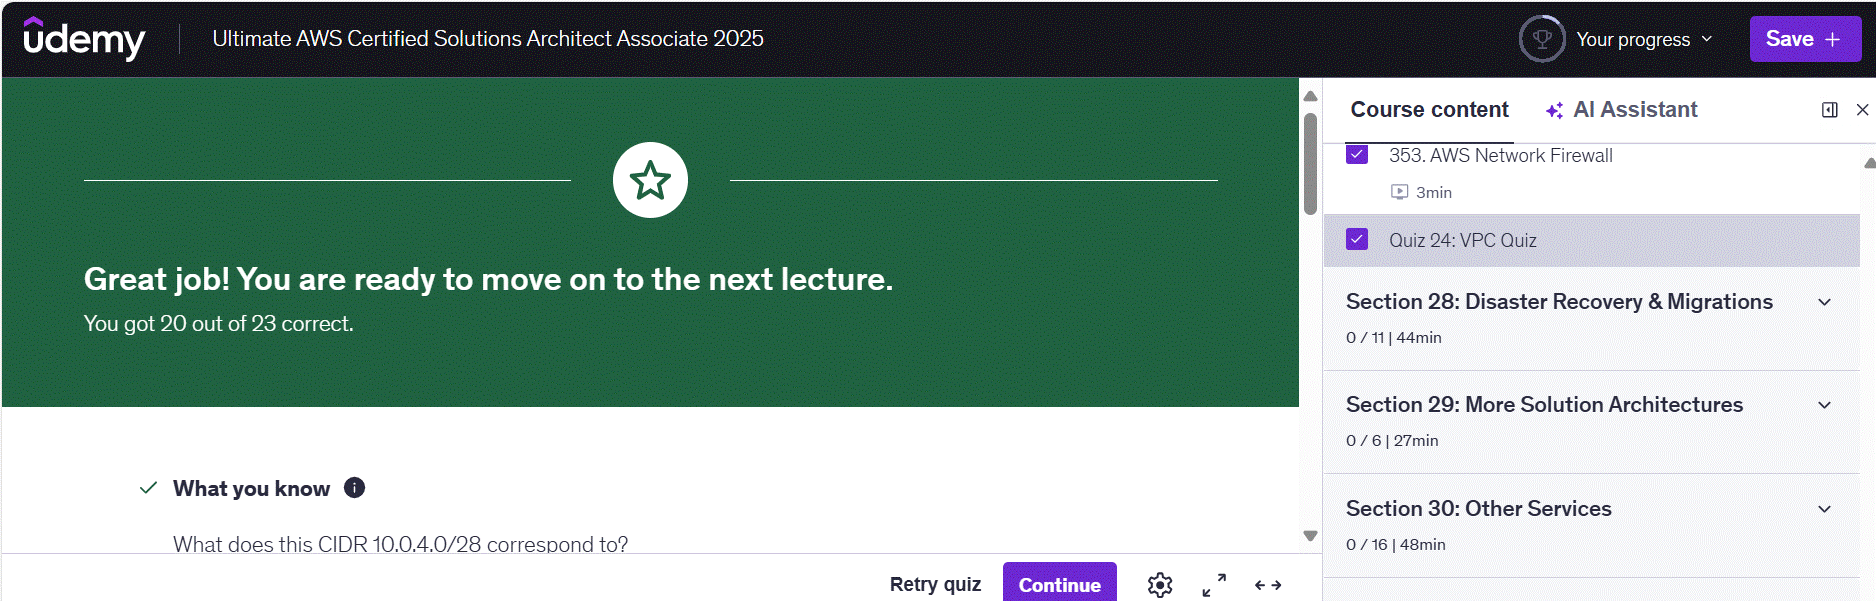 udemy
Ultimate AWS Certified Solutions Architect Associate 2025
Your progress
Save
Great job! You are ready to move on to the next lecture.
You got 20 out of 23 correct.
What you know
What does this CIDR 10.0.4.0/28 correspond to?
Retry quiz
Continue
Course content
AI Assistant
353. AWS Network Firewall
3min
Quiz 24: VPC Quiz
Section 28: Disaster Recovery & Migrations
0 / 11 | 44min
Section 29: More Solution Architectures
0 / 6 | 27min
Section 30: Other Services
0 / 16 | 48min